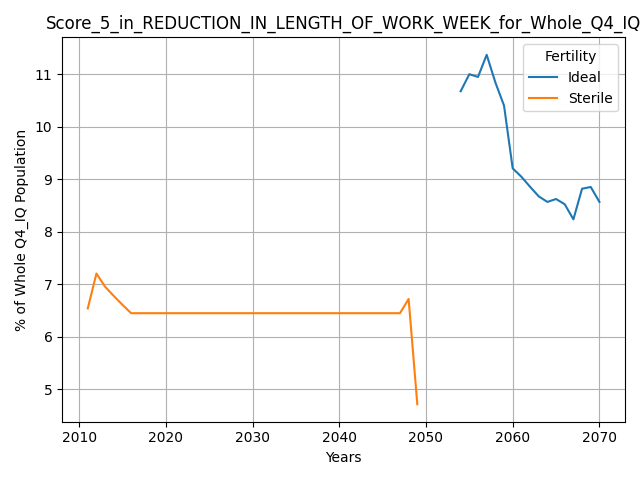 Score_5_in_REDUCTION_IN_LENGTH_OF_WORK_WEEK_for_Whole_Q4_IQ
Fertility
Ideal
Sterile
% of Whole Q4_IQ Population
11
10
9
8
7
6
5
2010 2020 2030 2040 2050 2060 2070
Years